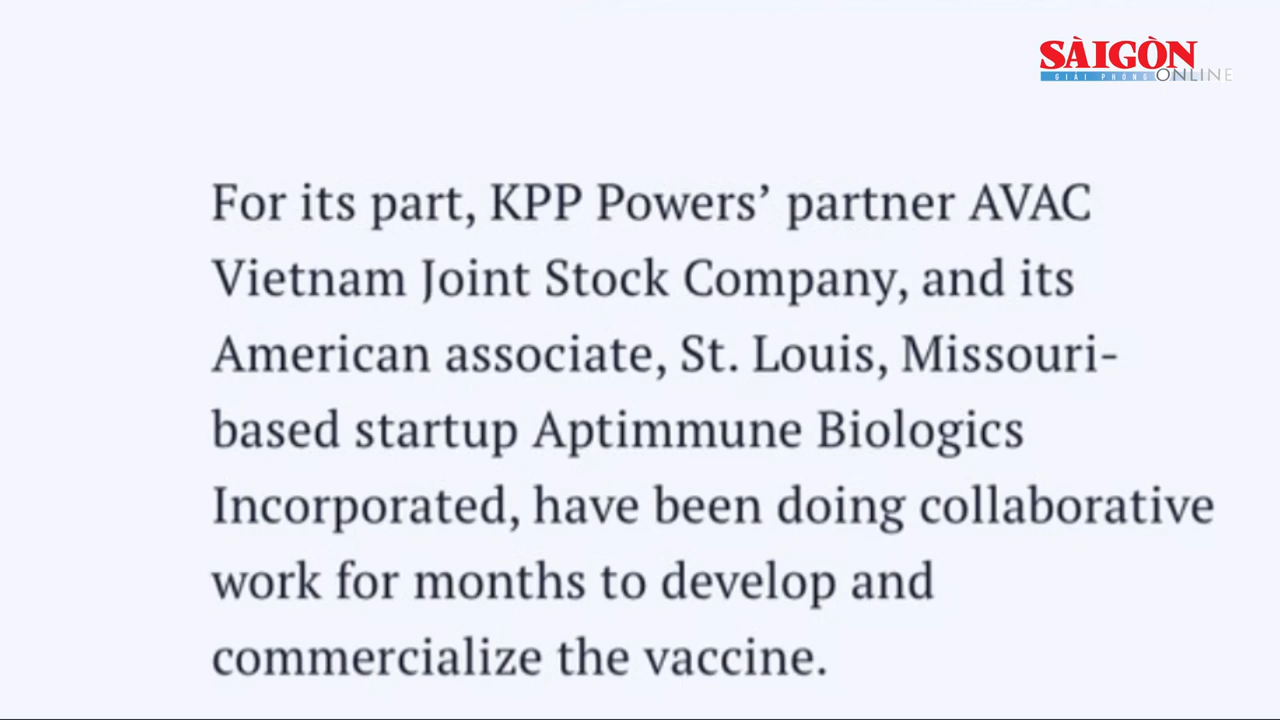 SÀIGÒN
GIẢI PHÓNG ONLINE
For its part, KPP Powers’ partner AVAC
Vietnam Joint Stock Company, and its
American associate, St. Louis, Missouri-
based startup Aptimmune Biologics
Incorporated, have been doing collaborative
work for months to develop and
commercialize the vaccine.